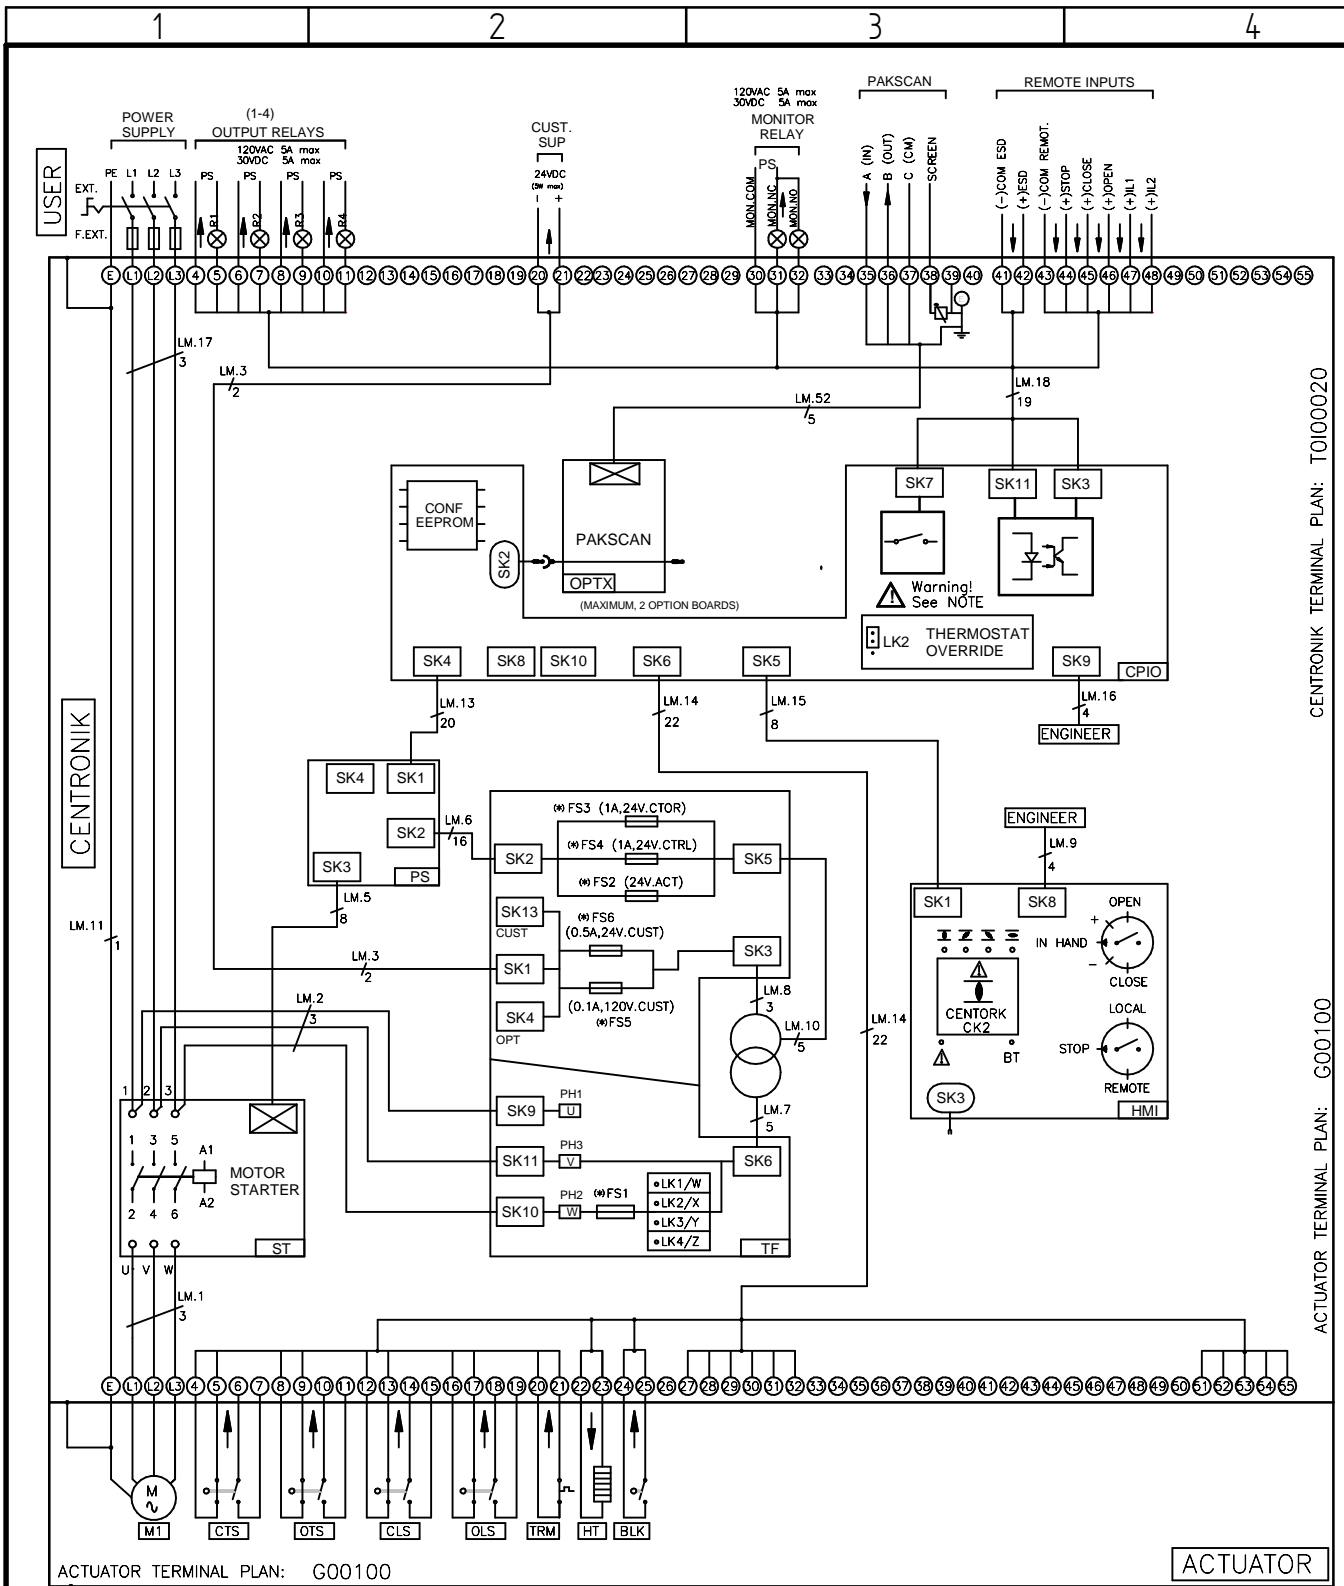 1 2 3 4
POWER SUPPLY
(1-4)
OUTPUT RELAYS
120VAC 5A max
30VDC 5A max
CUST. SUP
24VDC
(5W max)
- +
120VAC 5A max
30VDC 5A max
MONITOR RELAY
PS
PAKSCAN
REMOTE INPUTS
USER
PE L1 L2 L3
EXT.
F.EXT.
PS PS PS PS
R1 R2 R3 R4
MON.COM
MON.NC
MON.NO
A (IN)
B (OUT)
C (CM)
SCREEN
(-)COM ESD
(+)ESD
(-)COM REMOT.
(+)STOP
(+)CLOSE
(+)OPEN
(+)IL1
(+)IL2
E L1 L2 L3 4 5 6 7 8 9 10 11 12 13 14 15 16 17 18 19 20 21 22 23 24 25 26 27 28 29 30 31 32 33 34 35 36 37 38 39 40 41 42 43 44 45 46 47 48 49 50 51 52 53 54 55
E
LM.17
3
LM.3
2
LM.52
5
LM.18
19
CENTRONIK TERMINAL PLAN: T0I00020
CONF EEPROM
SK2
PAKSCAN
OPTX
(MAXIMUM, 2 OPTION BOARDS)
SK7
SK11
SK3
Warning!
See NOTE
LK2
THERMOSTAT OVERRIDE
SK4
SK8
SK10
SK6
SK5
SK9
CPIO
LM.13
20
LM.14
22
LM.15
8
LM.16
4
ENGINEER
CENTRONIK
SK4
SK1
SK2
SK3
PS
LM.6
16
LM.5
8
(*)FS3 (1A,24V.CTOR)
(*)FS4 (1A,24V.CTRL)
(*)FS2 (24V.ACT)
SK2
SK5
SK13
CUST
(*)FS6
(0.5A,24V.CUST)
SK1
SK3
(0.1A,120V.CUST)
(*)FS5
SK4
OPT
LM.8
3
LM.10
5
LM.7
5
LM.11
1
LM.3
2
LM.2
3
LM.14
22
ENGINEER
LM.9
4
SK1
SK8
OPEN
+
IN HAND
-
CLOSE
LOCAL
STOP
REMOTE
CENTORK
CK2
BT
SK3
HMI
1 2 3
1 3 5
A1
A2
2 4 6
MOTOR STARTER
ST
U V W
SK9
PH1
U
SK11
PH3
V
SK10
PH2
W
(*)FS1
LK1/W
LK2/X
LK3/Y
LK4/Z
SK6
TF
LM.1
3
ACTUATOR TERMINAL PLAN: G00100
E L1 L2 L3 4 5 6 7 8 9 10 11 12 13 14 15 16 17 18 19 20 21 22 23 24 25 26 27 28 29 30 31 32 33 34 35 36 37 38 39 40 41 42 43 44 45 46 47 48 49 50 51 52 53 54 55
M
M1
CTS
OTS
CLS
OLS
TRM
HT
BLK
ACTUATOR TERMINAL PLAN: G00100
ACTUATOR